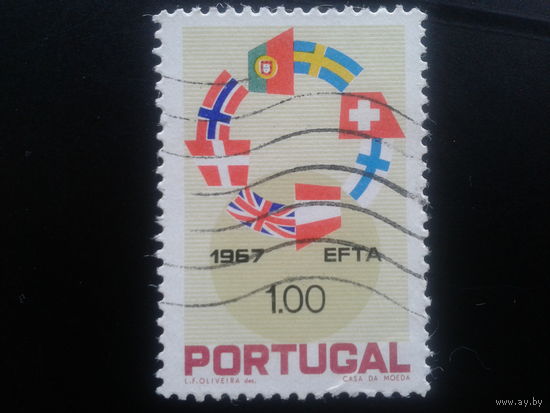 1967 EFTA
1.00
PORTUGAL
L.F.OLIVEIRA des. CASA DA MOEDA
www.ay.by